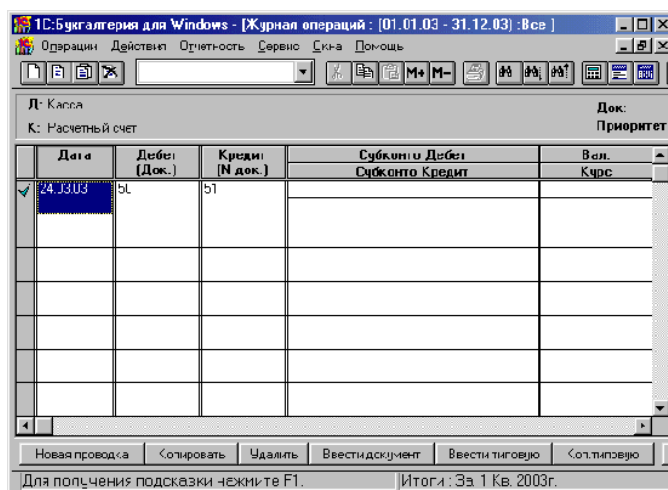 1С:Бухгалтерия для Windows - [Журнал операций : (01.01.03 - 31.12.03) :Все ]
Операции Действия Отчетность Сервис Окна Помощь
М+ М-
Д: Касса
Док:
К: Расчетный счет
Приоритет
Дата Дебет Кредит Субконто Дебет Вал.
(Док.) (N док.) Субконто Кредит Курс
24.03.03 50 51
Новая проводка Копировать Удалить Ввести документ Ввести типовую Коп.типовую
Для получения подсказки нажмите F1. Итоги: За 1 Кв. 2003г.